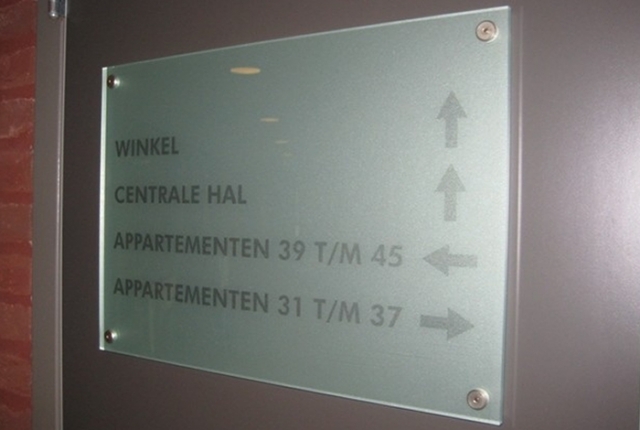 WINKEL
CENTRALE HAL
APPARTEMENTEN 39 T/M 45
APPARTEMENTEN 31 T/M 37